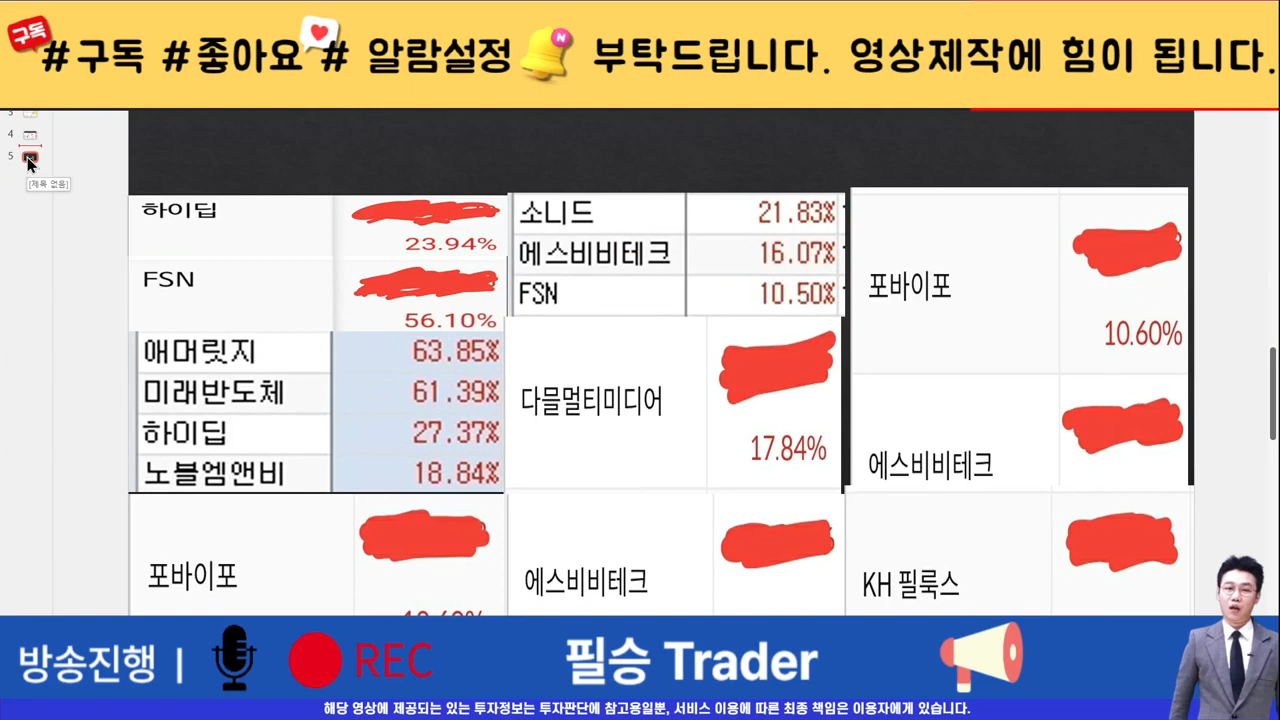 구독
#구독 #좋아요 # 알람설정 N 부탁드립니다. 영상제작에 힘이 됩니다.
3
4
5
[제목 없음]
하이딥
23.94%
FSN
56.10%
애머릿지 63.85%
미래반도체 61.39%
하이딥 27.37%
노블엠앤비 18.84%
소니드 21.83%
에스비비테크 16.07%
FSN 10.50%
다믈멀티미디어
17.84%
포바이포
10.60%
에스비비테크
포바이포
에스비비테크
KH 필룩스
방송진행 | REC 필승 Trader
해당 영상에 제공되는 있는 투자정보는 투자판단에 참고용일뿐, 서비스 이용에 따른 최종 책임은 이용자에게 있습니다.